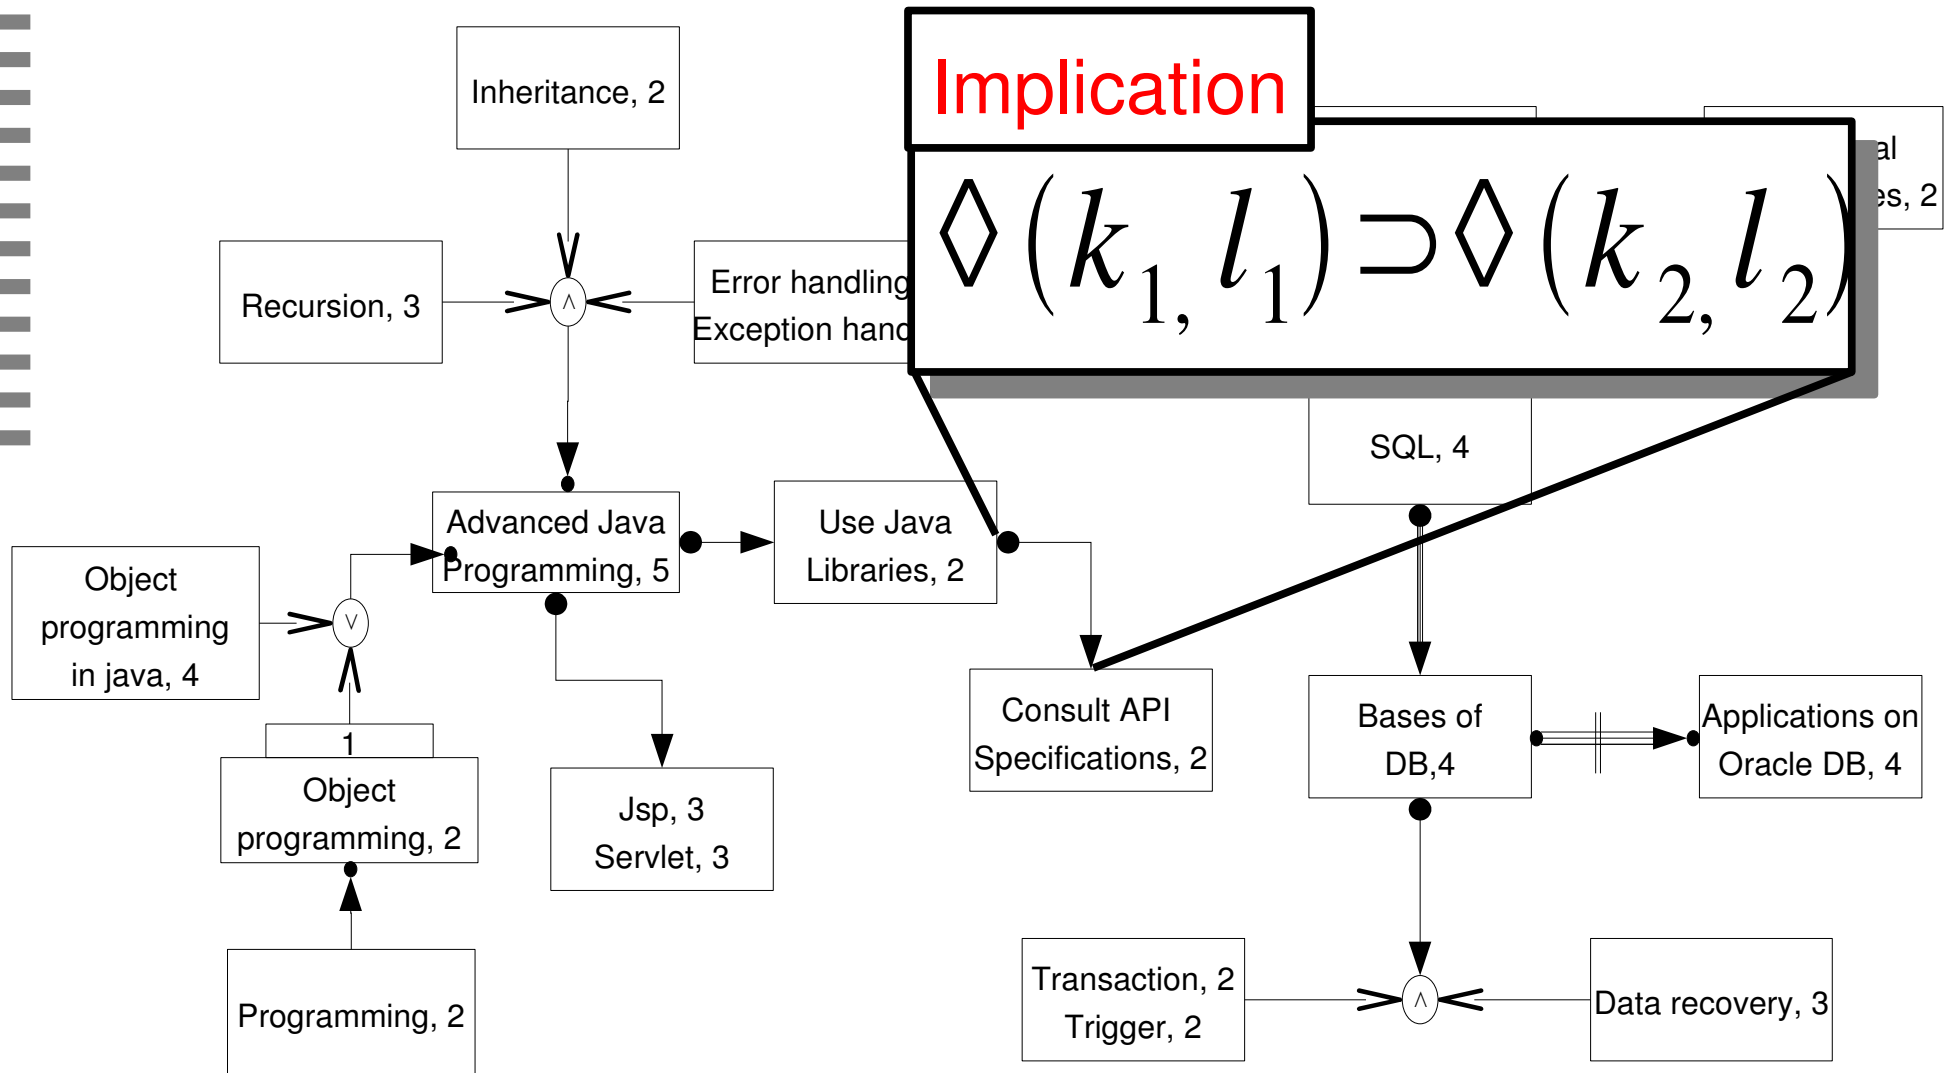 Inheritance, 2
Implication
◊(k1, l1)⊃◊(k2, l2)
al
es, 2
Recursion, 3
∧
Error handling
Exception hand
SQL, 4
Advanced Java
Programming, 5
Use Java
Libraries, 2
Object
programming
in java, 4
∨
1
Object
programming, 2
Programming, 2
Jsp, 3
Servlet, 3
Consult API
Specifications, 2
Bases of
DB,4
Applications on
Oracle DB, 4
Transaction, 2
Trigger, 2
∧
Data recovery, 3